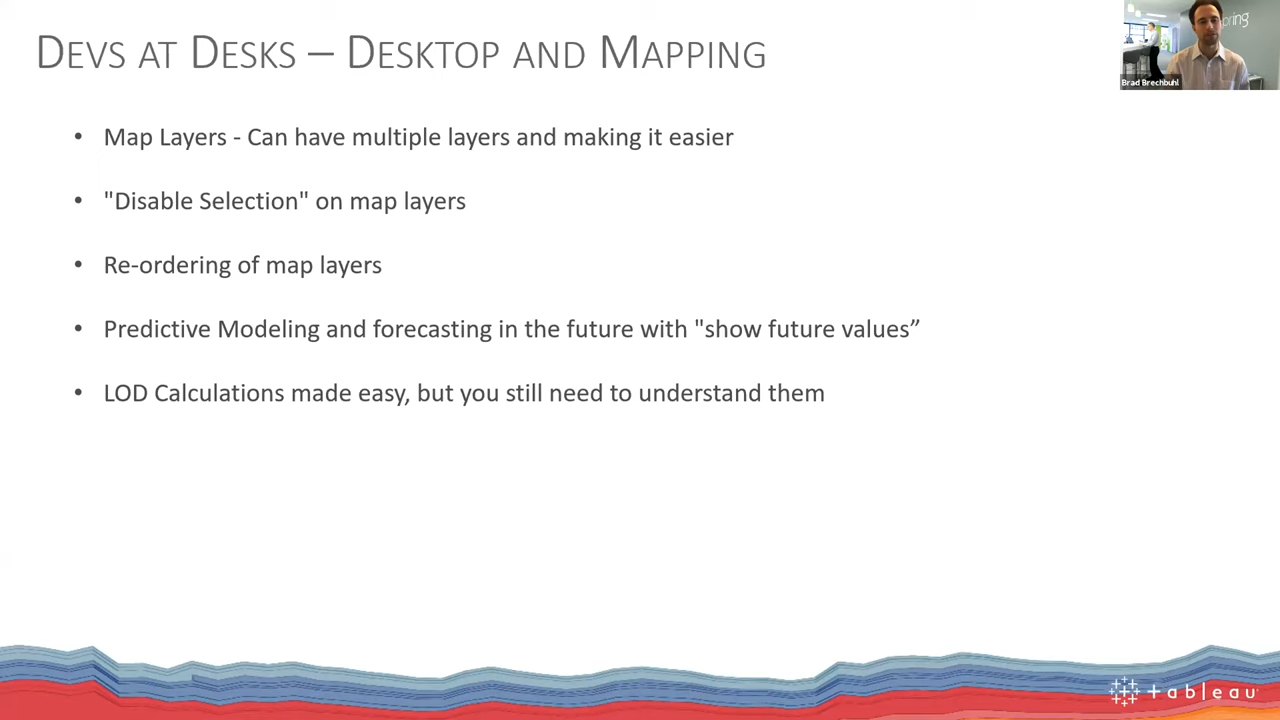 DEVS AT DESKS – DESKTOP AND MAPPING
ring
Brad Brechbuhl
• Map Layers - Can have multiple layers and making it easier
• "Disable Selection" on map layers
• Re-ordering of map layers
• Predictive Modeling and forecasting in the future with "show future values”
• LOD Calculations made easy, but you still need to understand them
+ableau